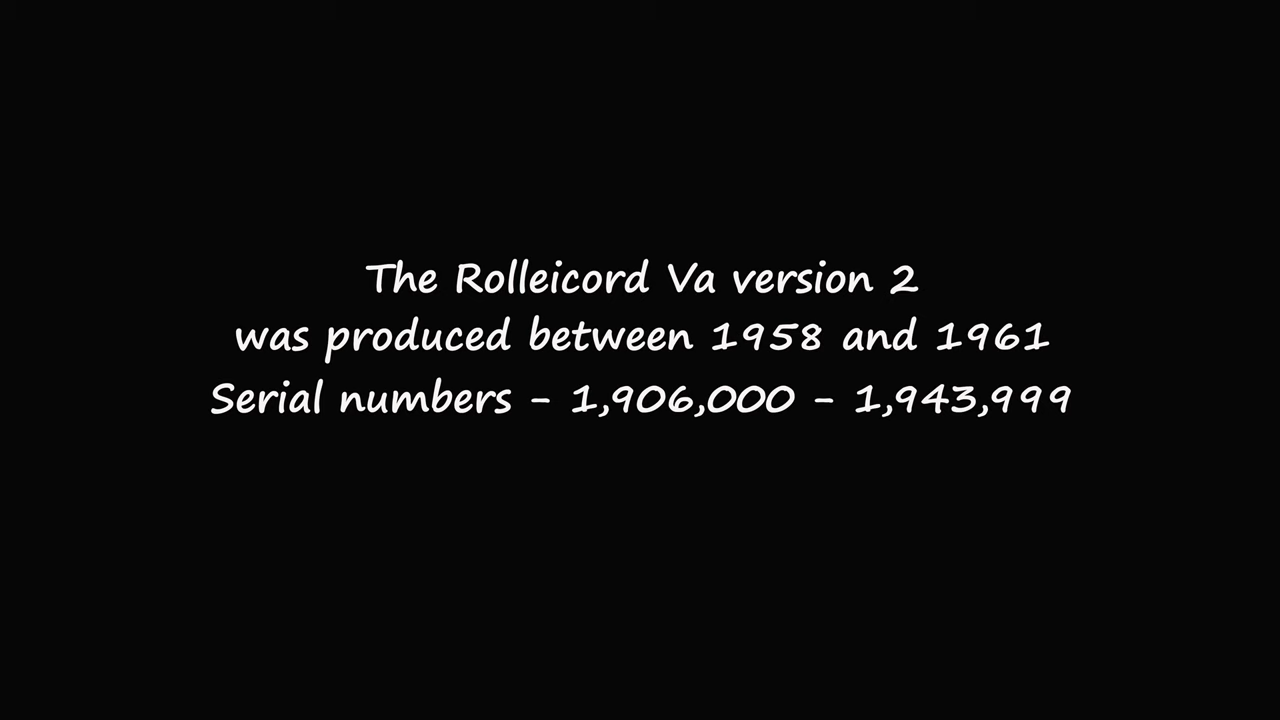 The Rolleicord Va version 2
was produced between 1958 and 1961
Serial numbers - 1,906,000 - 1,943,999